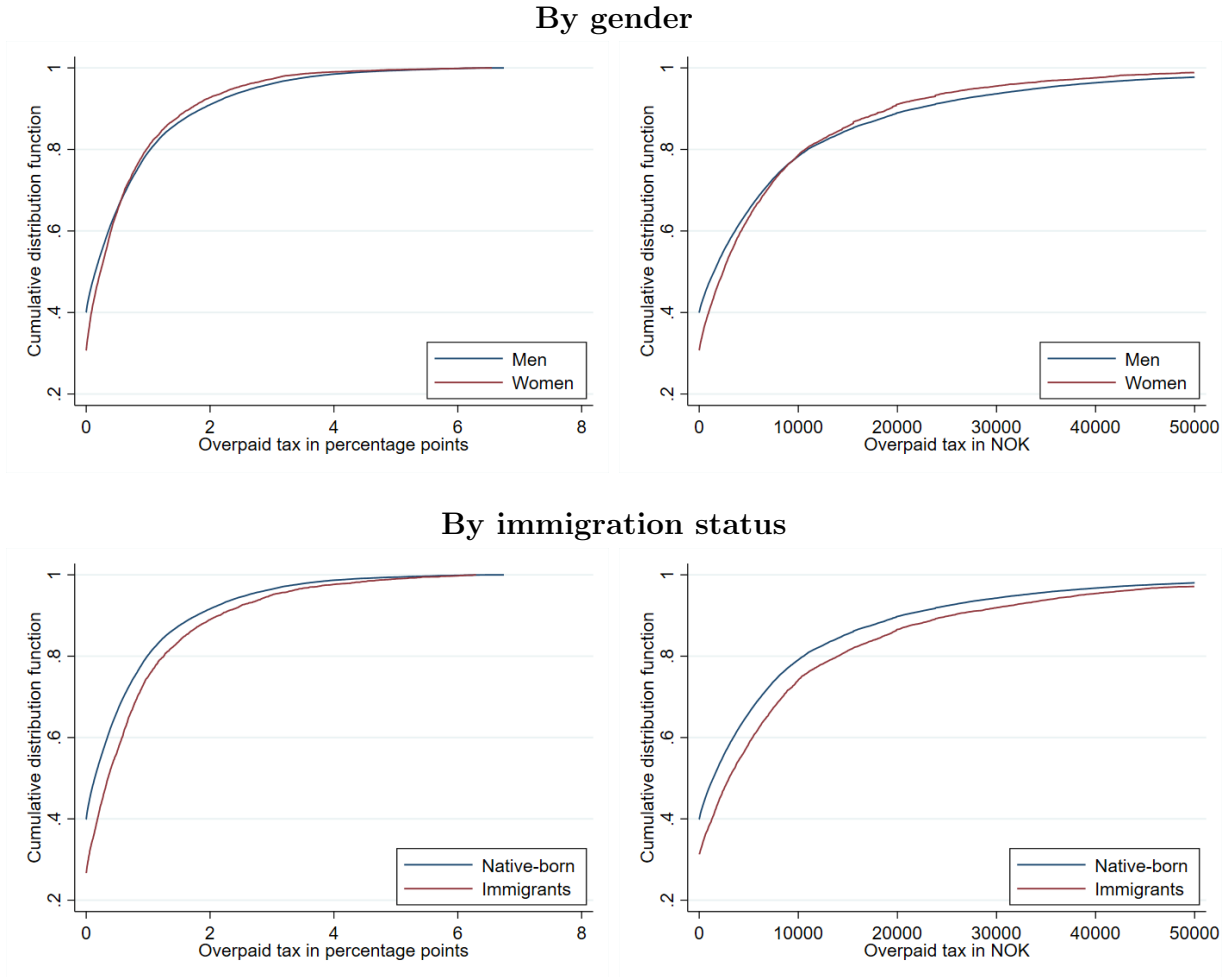 By gender
Cumulative distribution function
1
.8
.6
.4
.2
0 2 4 6 8
Overpaid tax in percentage points
Men
Women
Cumulative distribution function
1
.8
.6
.4
.2
0 10000 20000 30000 40000 50000
Overpaid tax in NOK
Men
Women
By immigration status
Cumulative distribution function
1
.8
.6
.4
.2
0 2 4 6 8
Overpaid tax in percentage points
Native-born
Immigrants
Cumulative distribution function
1
.8
.6
.4
.2
0 10000 20000 30000 40000 50000
Overpaid tax in NOK
Native-born
Immigrants